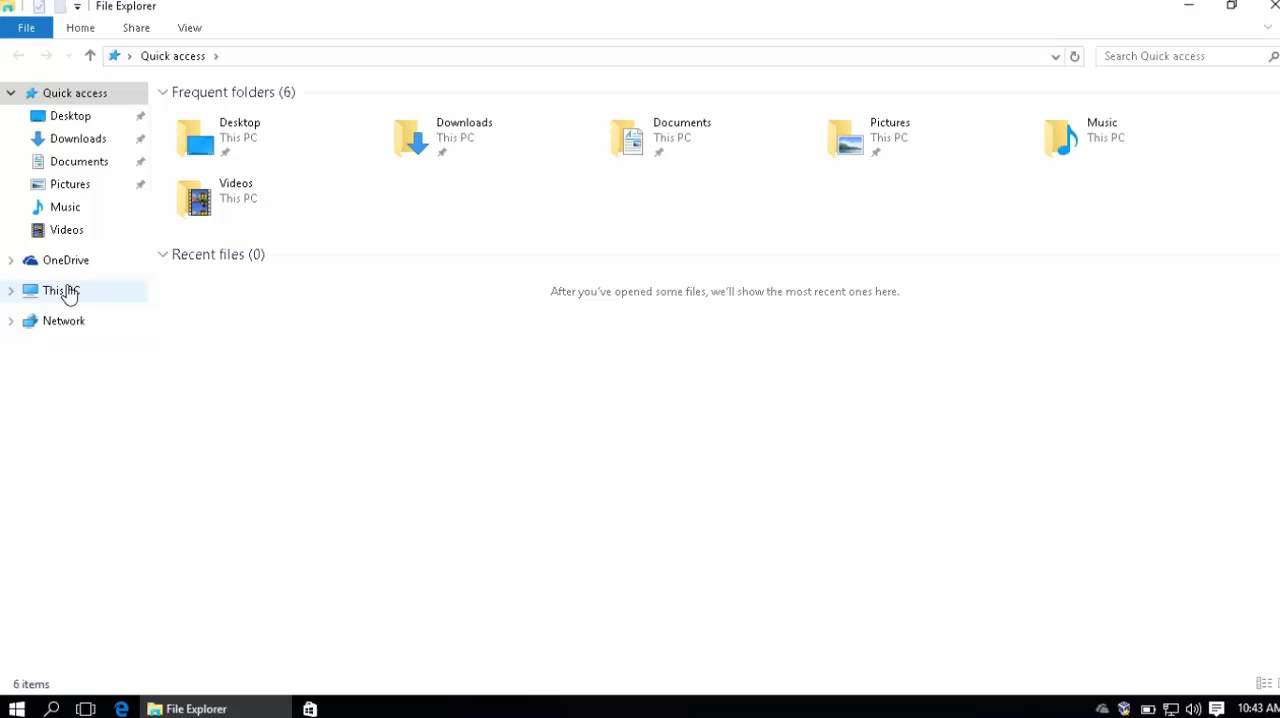 File Explorer
File Home Share View
Quick access
Search Quick access
Quick access
Desktop
Downloads
Documents
Pictures
Music
Videos
OneDrive
This PC
Network
Frequent folders (6)
Desktop
This PC
Downloads
This PC
Documents
This PC
Pictures
This PC
Music
This PC
Videos
This PC
Recent files (0)
After you've opened some files, we'll show the most recent ones here.
6 items
File Explorer
10:43 AM